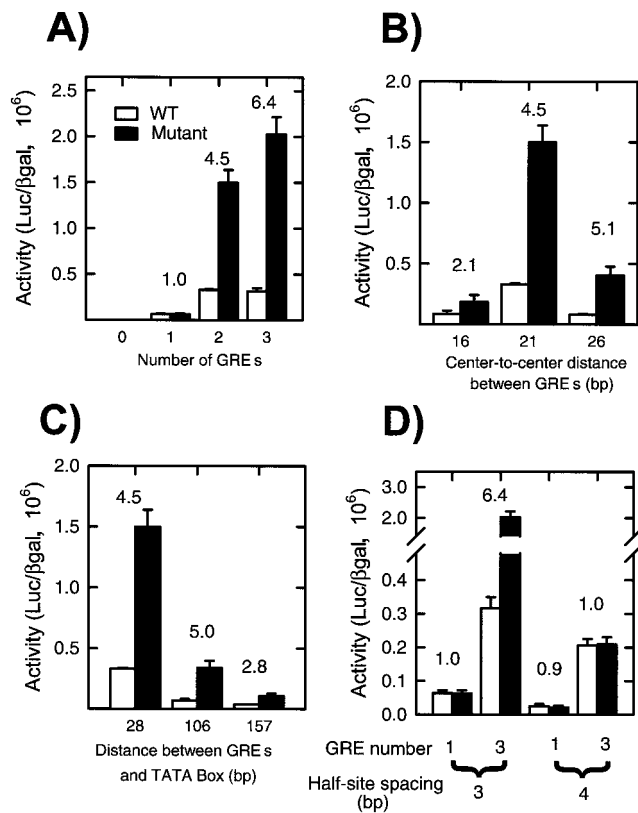 A)
Activity (Luc/βgal, 10⁶)
2.5
2.0
1.5
1.0
0.5
WT
Mutant
1.0
4.5
6.4
0 1 2 3
Number of GREs
B)
Activity (Luc/βgal, 10⁶)
2.0
1.5
1.0
0.5
2.1
4.5
5.1
16 21 26
Center-to-center distance
between GREs (bp)
C)
Activity (Luc/βgal, 10⁶)
2.0
1.5
1.0
0.5
4.5
5.0
2.8
28 106 157
Distance between GREs
and TATA Box (bp)
D)
Activity (Luc/βgal, 10⁶)
3.0
2.0
0.4
0.2
0.1
0.0
1.0
6.4
0.9
1.0
GRE number 1 3 1 3
Half-site spacing
(bp)
3 4